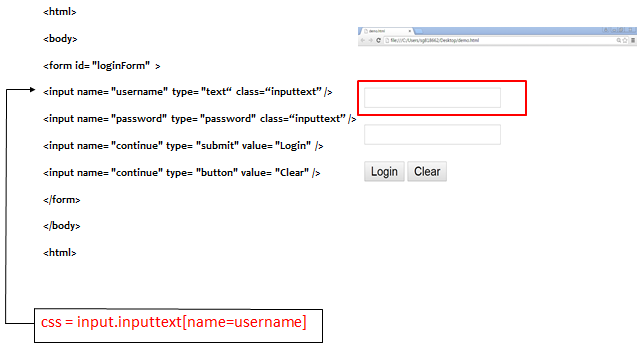 <html>
<body>
<form id= "loginForm" >
<input name= "username" type= "text“ class=“inputtext” />
<input name= "password" type= "password" class=“inputtext” />
<input name= "continue" type= "submit" value= "Login" />
<input name= "continue" type= "button" value= "Clear" />
</form>
</body>
<html>
css = input.inputtext[name=username]
demo.html
Login Clear